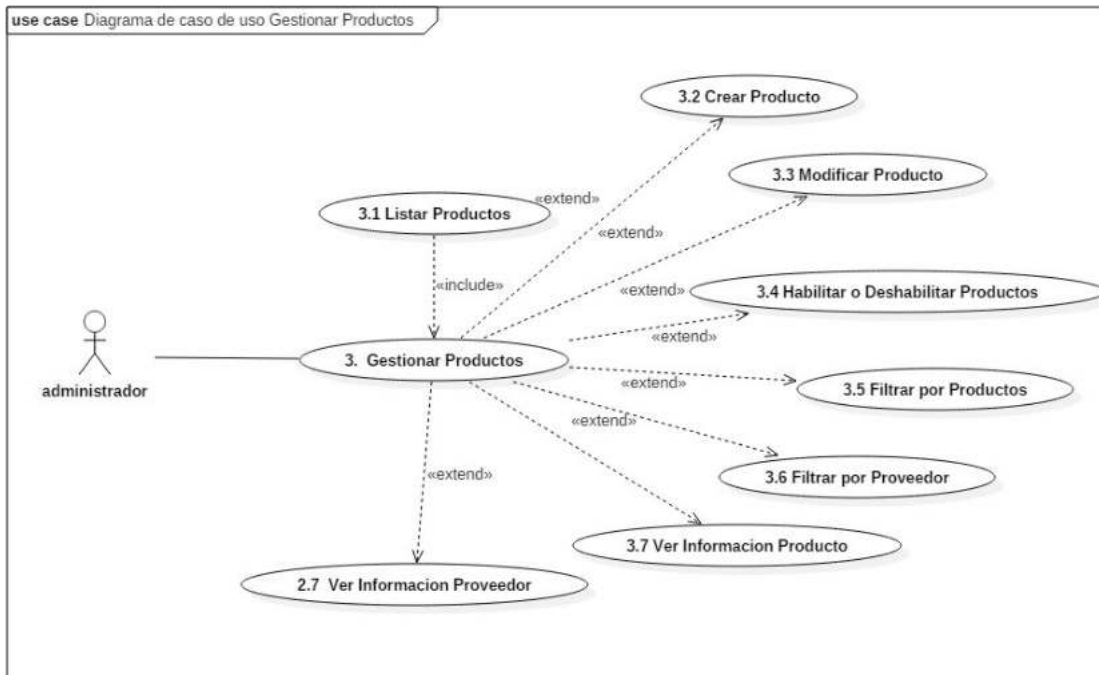 use case Diagrama de caso de uso Gestionar Productos
3.2 Crear Producto
3.3 Modificar Producto
3.1 Listar Productos
«extend»
«extend»
«include»
«extend»
3.4 Habilitar o Deshabilitar Productos
«extend»
3. Gestionar Productos
administrador
«extend»
3.5 Filtrar por Productos
«extend»
3.6 Filtrar por Proveedor
«extend»
3.7 Ver Informacion Producto
2.7 Ver Informacion Proveedor